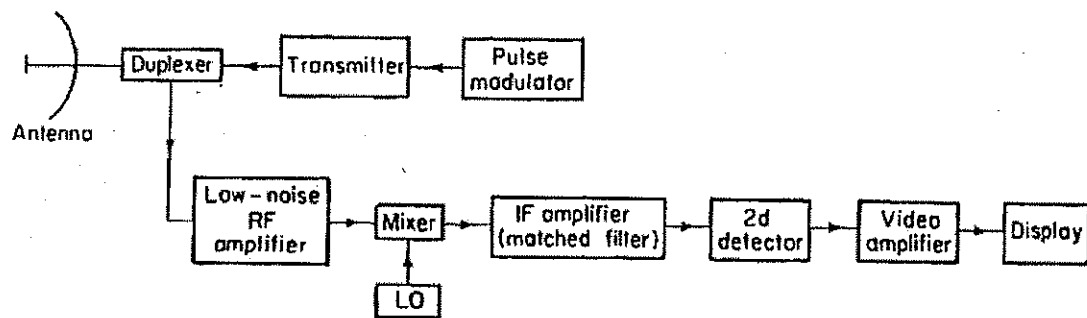 Duplexer
Transmitter
Pulse
modulator
Antenna
Low-noise
RF
amplifier
Mixer
IF amplifier
(matched filter)
2d
detector
Video
amplifier
Display
LO